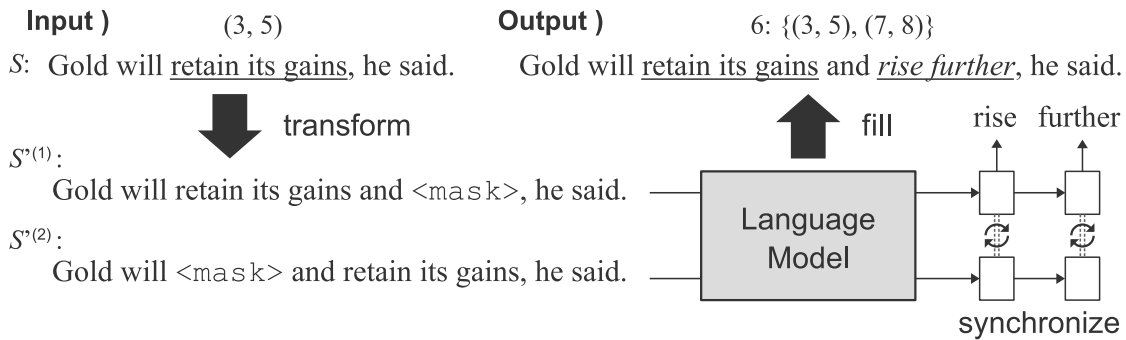 Input ) (3, 5) Output ) 6: {(3, 5), (7, 8)}
S: Gold will retain its gains, he said. Gold will retain its gains and rise further, he said.
transform fill rise further
S'(1):
Gold will retain its gains and <mask>, he said.
Language
Model
S'(2):
Gold will <mask> and retain its gains, he said.
synchronize